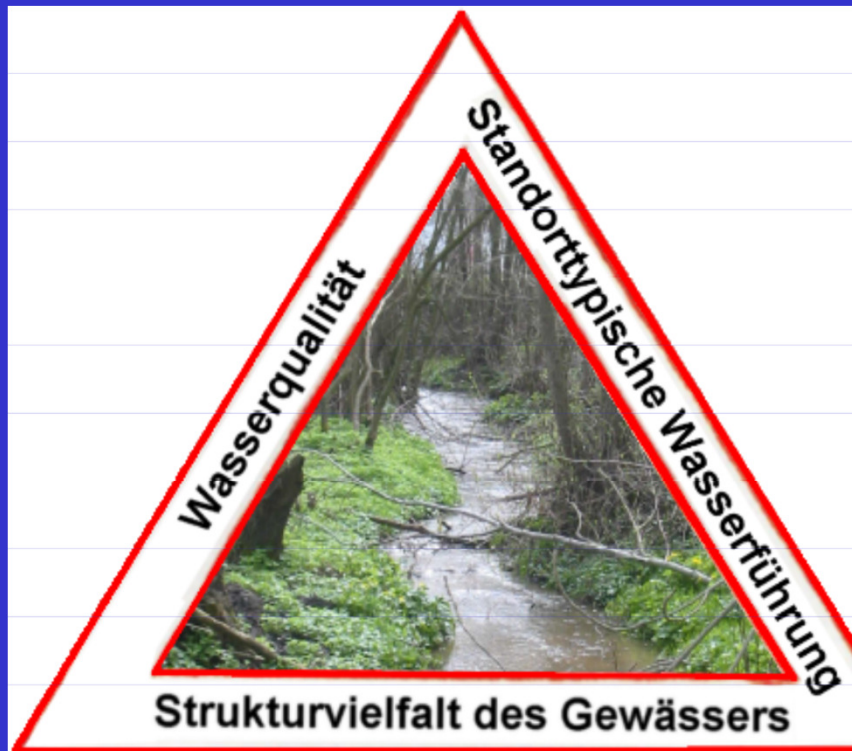 Wasserqualität
Standorttypische Wasserführung
Strukturvielfalt des Gewässers